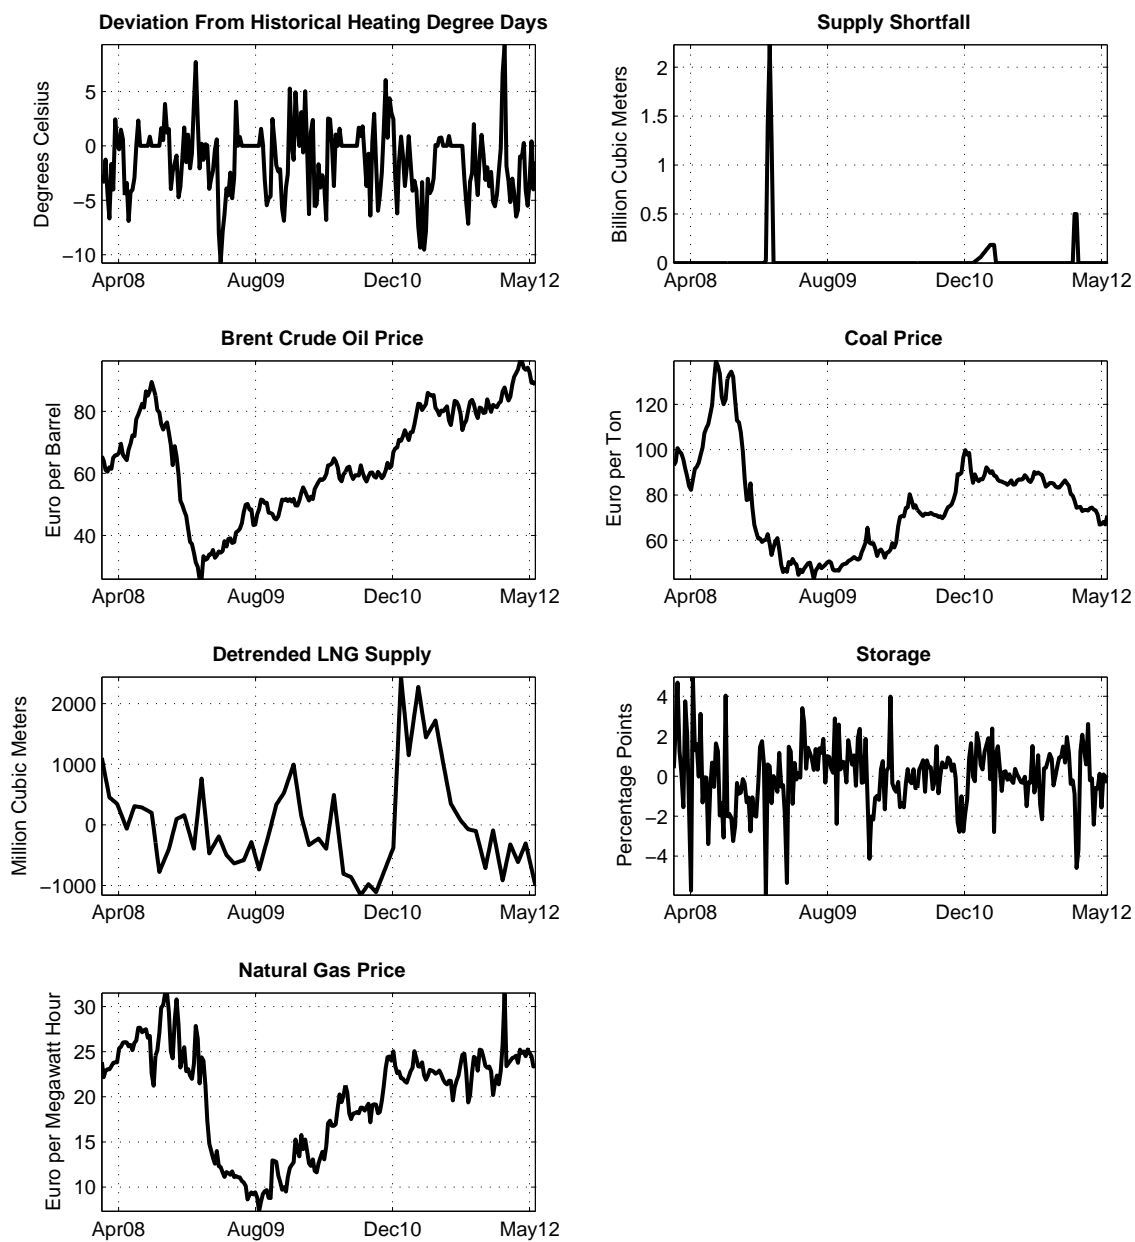 Deviation From Historical Heating Degree Days
Degrees Celsius
5
0
−5
−10
Apr08 Aug09 Dec10 May12
Supply Shortfall
Billion Cubic Meters
2
1.5
1
0.5
0
Apr08 Aug09 Dec10 May12
Brent Crude Oil Price
Euro per Barrel
80
60
40
Apr08 Aug09 Dec10 May12
Coal Price
Euro per Ton
120
100
80
60
Apr08 Aug09 Dec10 May12
Detrended LNG Supply
Million Cubic Meters
2000
1000
0
−1000
Apr08 Aug09 Dec10 May12
Storage
Percentage Points
4
2
0
−2
−4
Apr08 Aug09 Dec10 May12
Natural Gas Price
Euro per Megawatt Hour
30
25
20
15
10
Apr08 Aug09 Dec10 May12